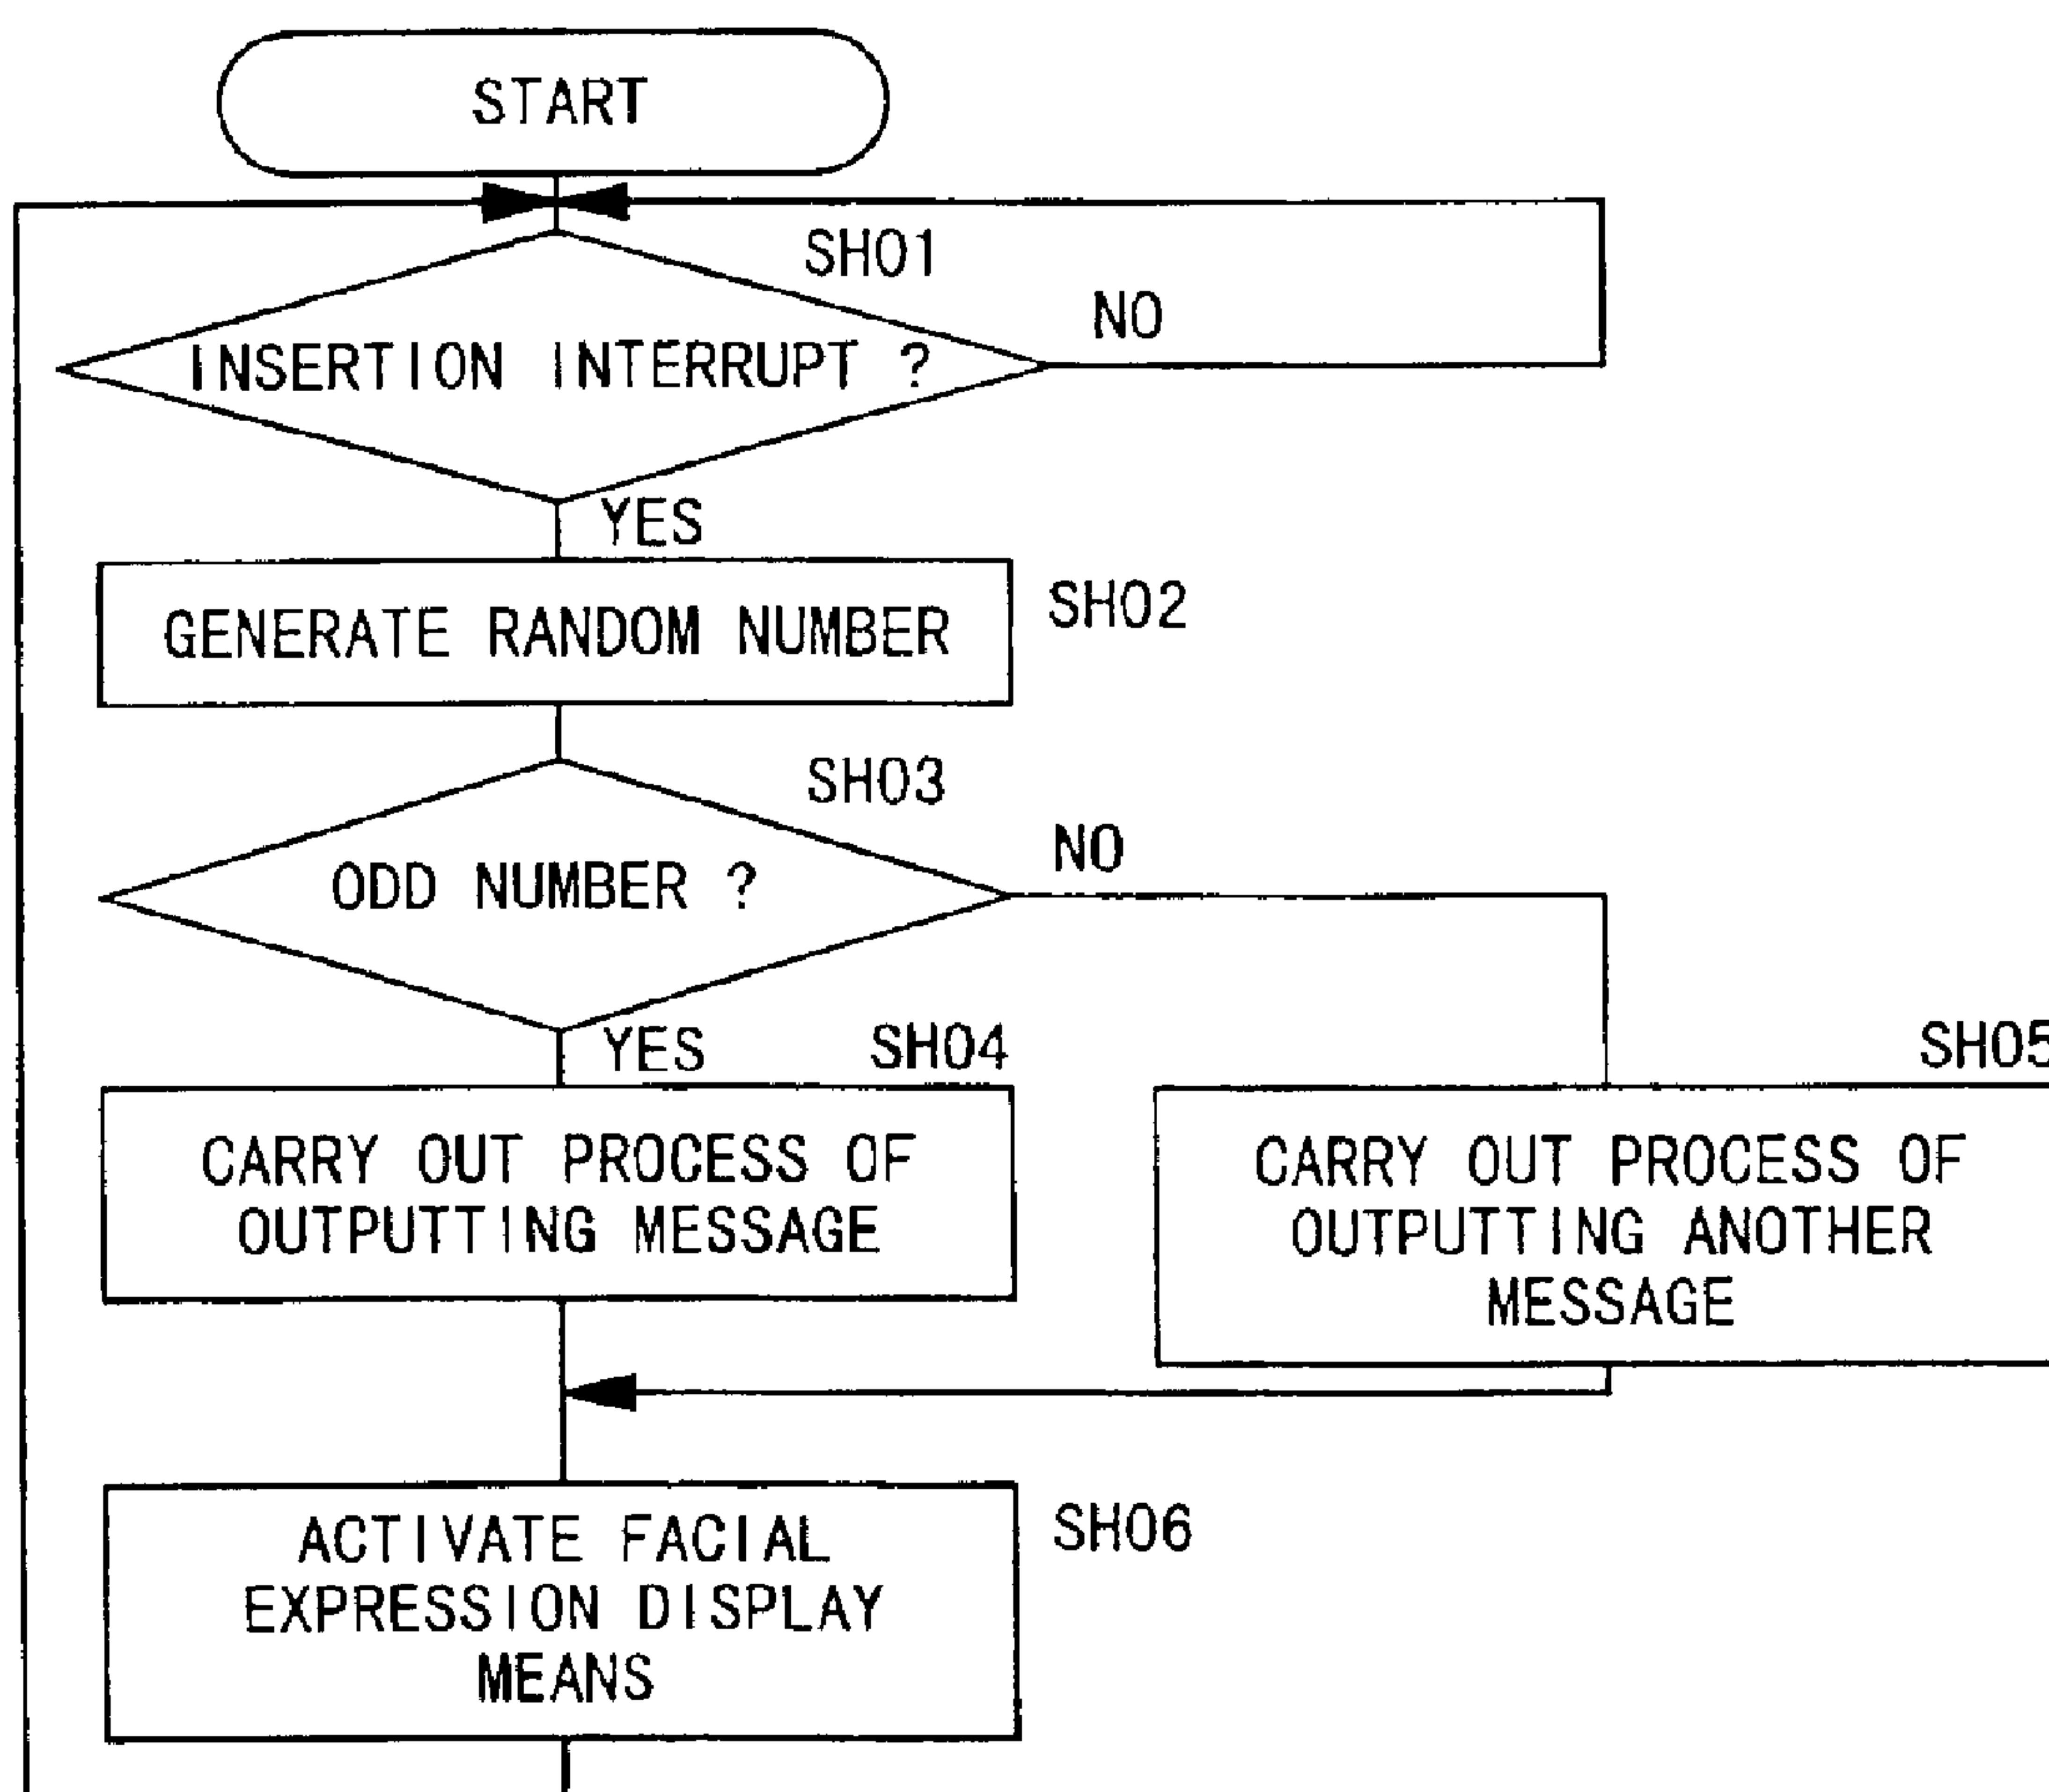 START
SH01
NO
INSERTION INTERRUPT ?
YES
GENERATE RANDOM NUMBER
SH02
SH03
NO
ODD NUMBER ?
YES
SH04
SH05
CARRY OUT PROCESS OF
OUTPUTTING MESSAGE
CARRY OUT PROCESS OF
OUTPUTTING ANOTHER
MESSAGE
ACTIVATE FACIAL
EXPRESSION DISPLAY
MEANS
SH06